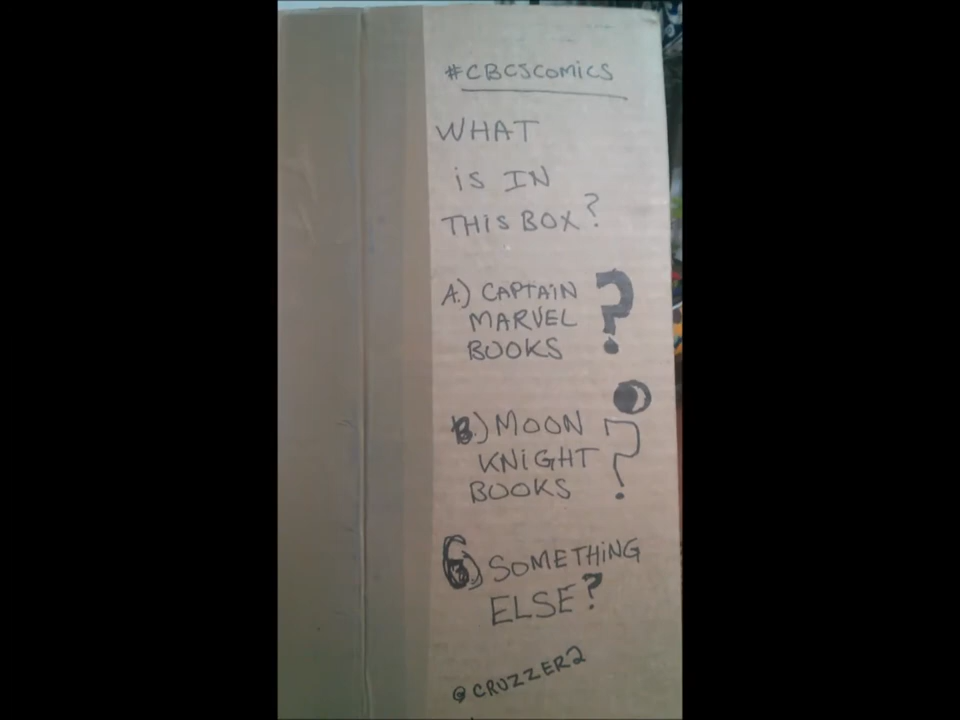 #CBCSCOMICS
WHAT
iS IN
THiS BOX?
A.) CAPTAIN
MARVEL
BOOKS ?
B.) MOON
KNiGHT
BOOKS ?
SOMETHiNG
ELSE?
@CRUZZER2